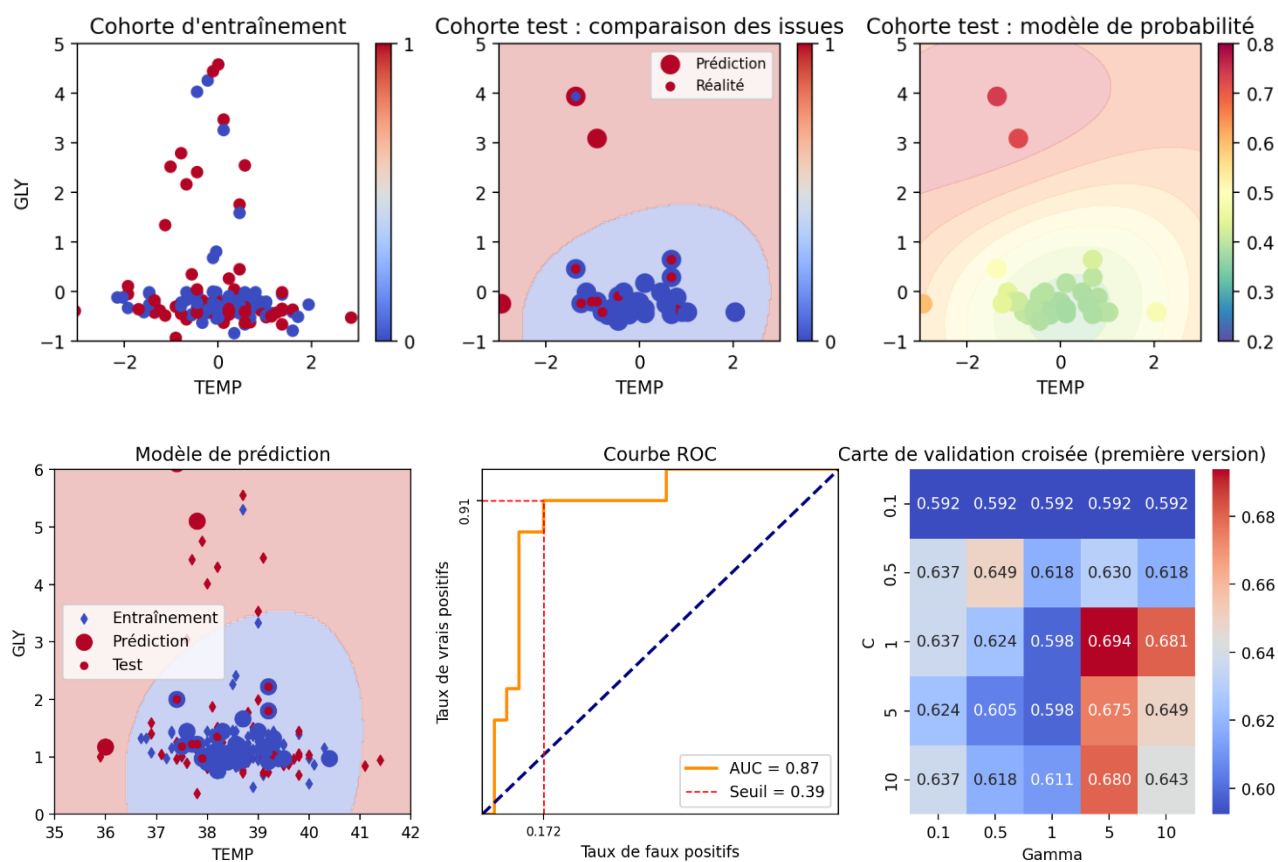 Cohorte d'entraînement
5
4
3
2
1
0
−1
GLY
−2
0
2
TEMP
1
0
Cohorte test : comparaison des issues
Prédiction
Réalité
5
4
3
2
1
0
−1
−2
0
2
TEMP
1
0
Cohorte test : modèle de probabilité
5
4
3
2
1
0
−1
−2
0
2
TEMP
0.8
0.7
0.6
0.5
0.4
0.3
0.2
Modèle de prédiction
6
5
4
3
2
1
0
GLY
Entraînement
Prédiction
Test
35
36
37
38
39
40
41
42
TEMP
Courbe ROC
0.91
Taux de vrais positifs
AUC = 0.87
Seuil = 0.39
0.172
Taux de faux positifs
Carte de validation croisée (première version)
0.1
0.592 0.592 0.592 0.592 0.592
0.5
0.637 0.649 0.618 0.630 0.618
C
1
0.637 0.624 0.598 0.694 0.681
5
0.624 0.605 0.598 0.675 0.649
10
0.637 0.618 0.611 0.680 0.643
0.1 0.5 1 5 10
Gamma
0.68
0.66
0.64
0.62
0.60